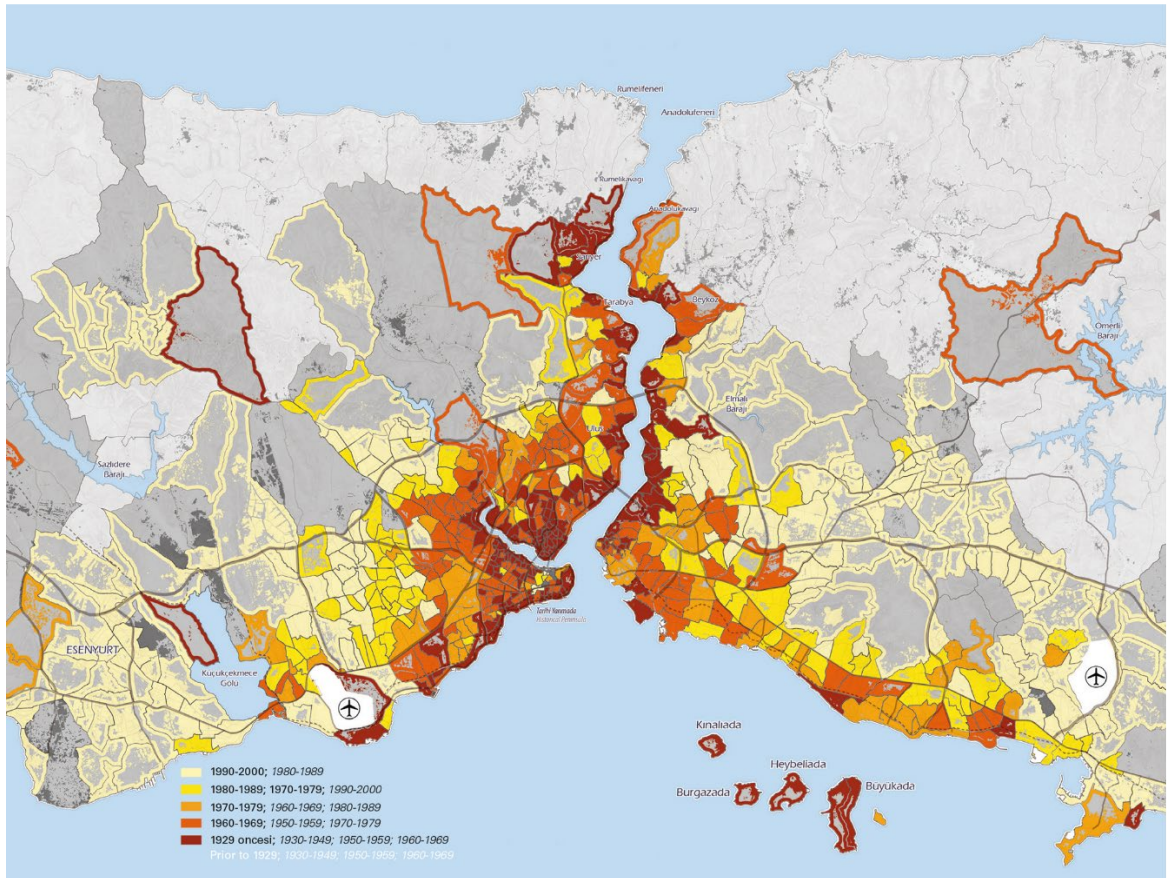 Rumelifeneri
Anadolufeneri
Rumelikavağı
Anadolukavağı
Sarıyer
Tarabya
Beykoz
Ömerli
Barajı
Elmalı
Barajı
Ulus
Sazlıdere
Barajı
Tarihi Yarımada
Historical Peninsula
ESENYURT
Küçükçekmece
Gölü
Kınalıada
Heybeliada
Burgazada
Büyükada
1990-2000; 1980-1989
1980-1989; 1970-1979; 1990-2000
1970-1979; 1960-1969; 1980-1989
1960-1969; 1950-1959; 1970-1979
1929 oncesi; 1930-1949; 1950-1959; 1960-1969
Prior to 1929; 1930-1949; 1950-1959; 1960-1969